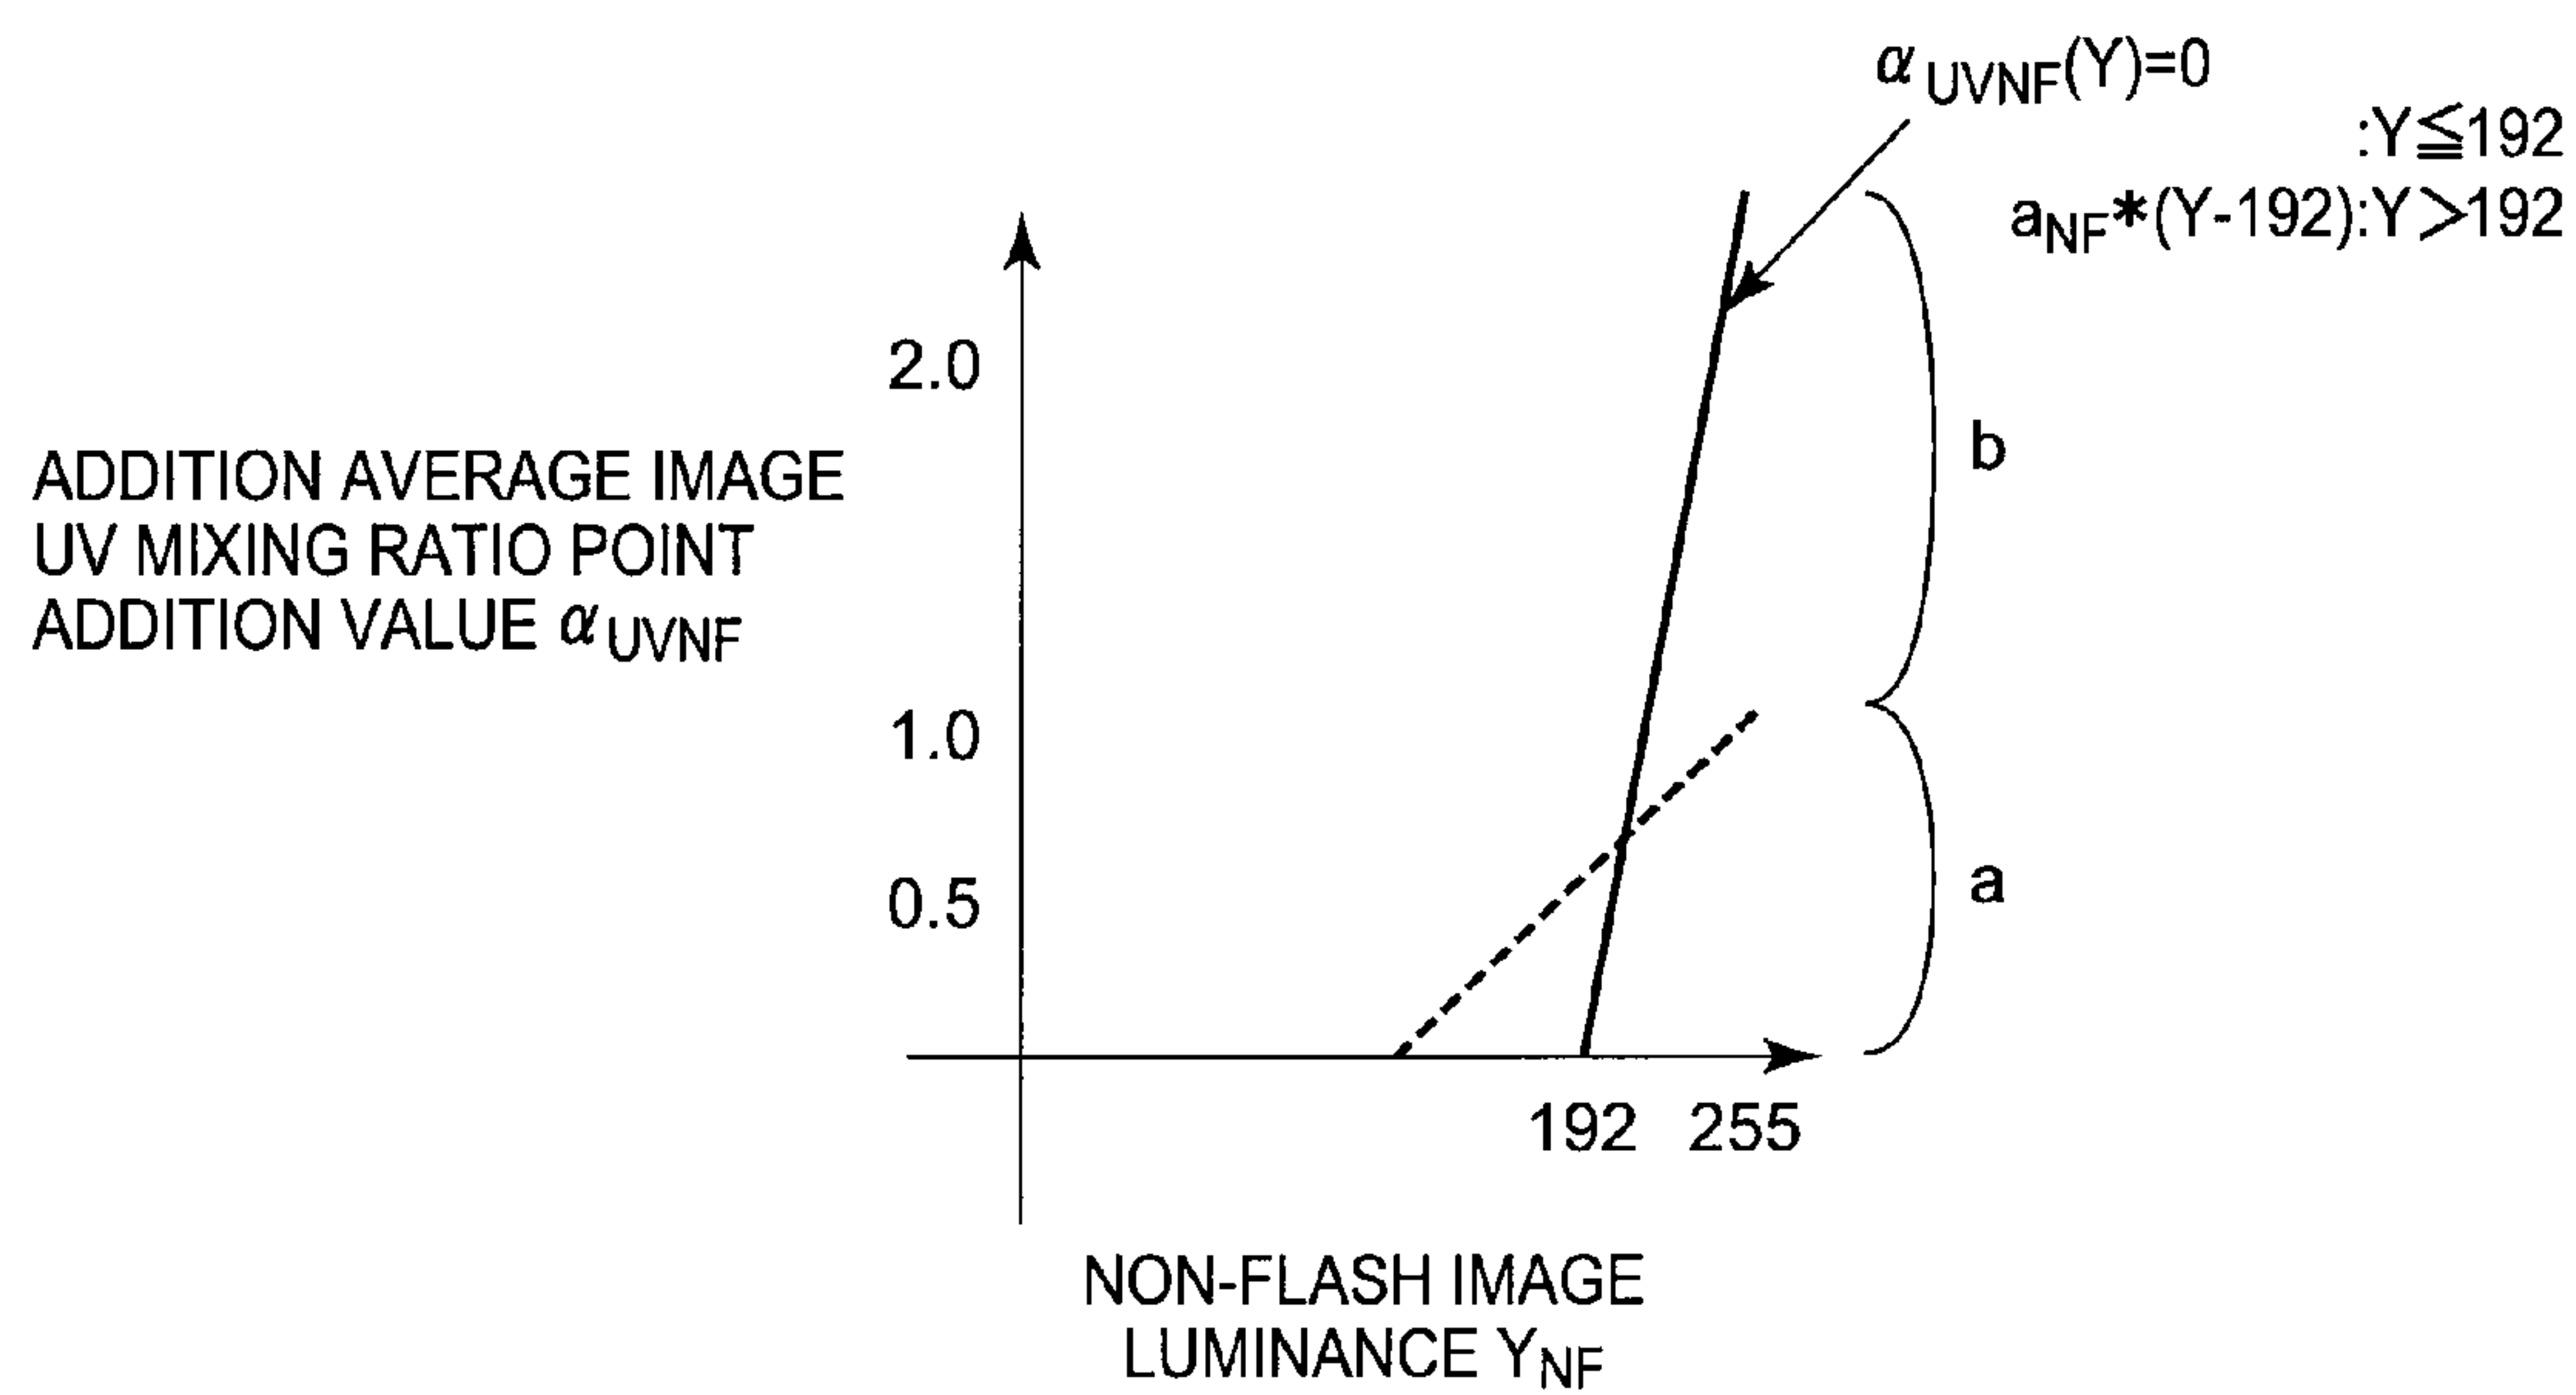 α UVNF(Y)=0
:Y≦192
aNF*(Y-192):Y>192
2.0
ADDITION AVERAGE IMAGE
UV MIXING RATIO POINT
ADDITION VALUE α UVNF
b
1.0
0.5
a
192 255
NON-FLASH IMAGE
LUMINANCE YNF